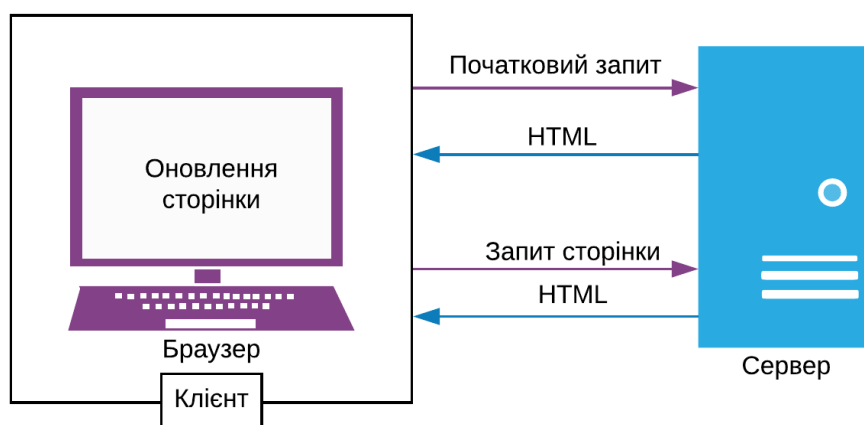 Початковий запит
HTML
Оновлення
сторінки
Запит сторінки
HTML
Браузер
Сервер
Клієнт